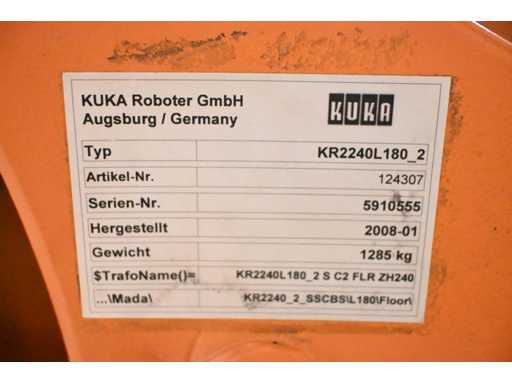 KUKA Roboter GmbH
KUKA
Augsburg / Germany
Typ KR2240L180_2
Artikel-Nr. 124307
Serien-Nr. 5910555
Hergestellt 2008-01
Gewicht 1285 kg
$TrafoName()= KR2240L180_2 S C2 FLR ZH240
...\Mada\ KR2240_2_SSCBS\L180\Floor\